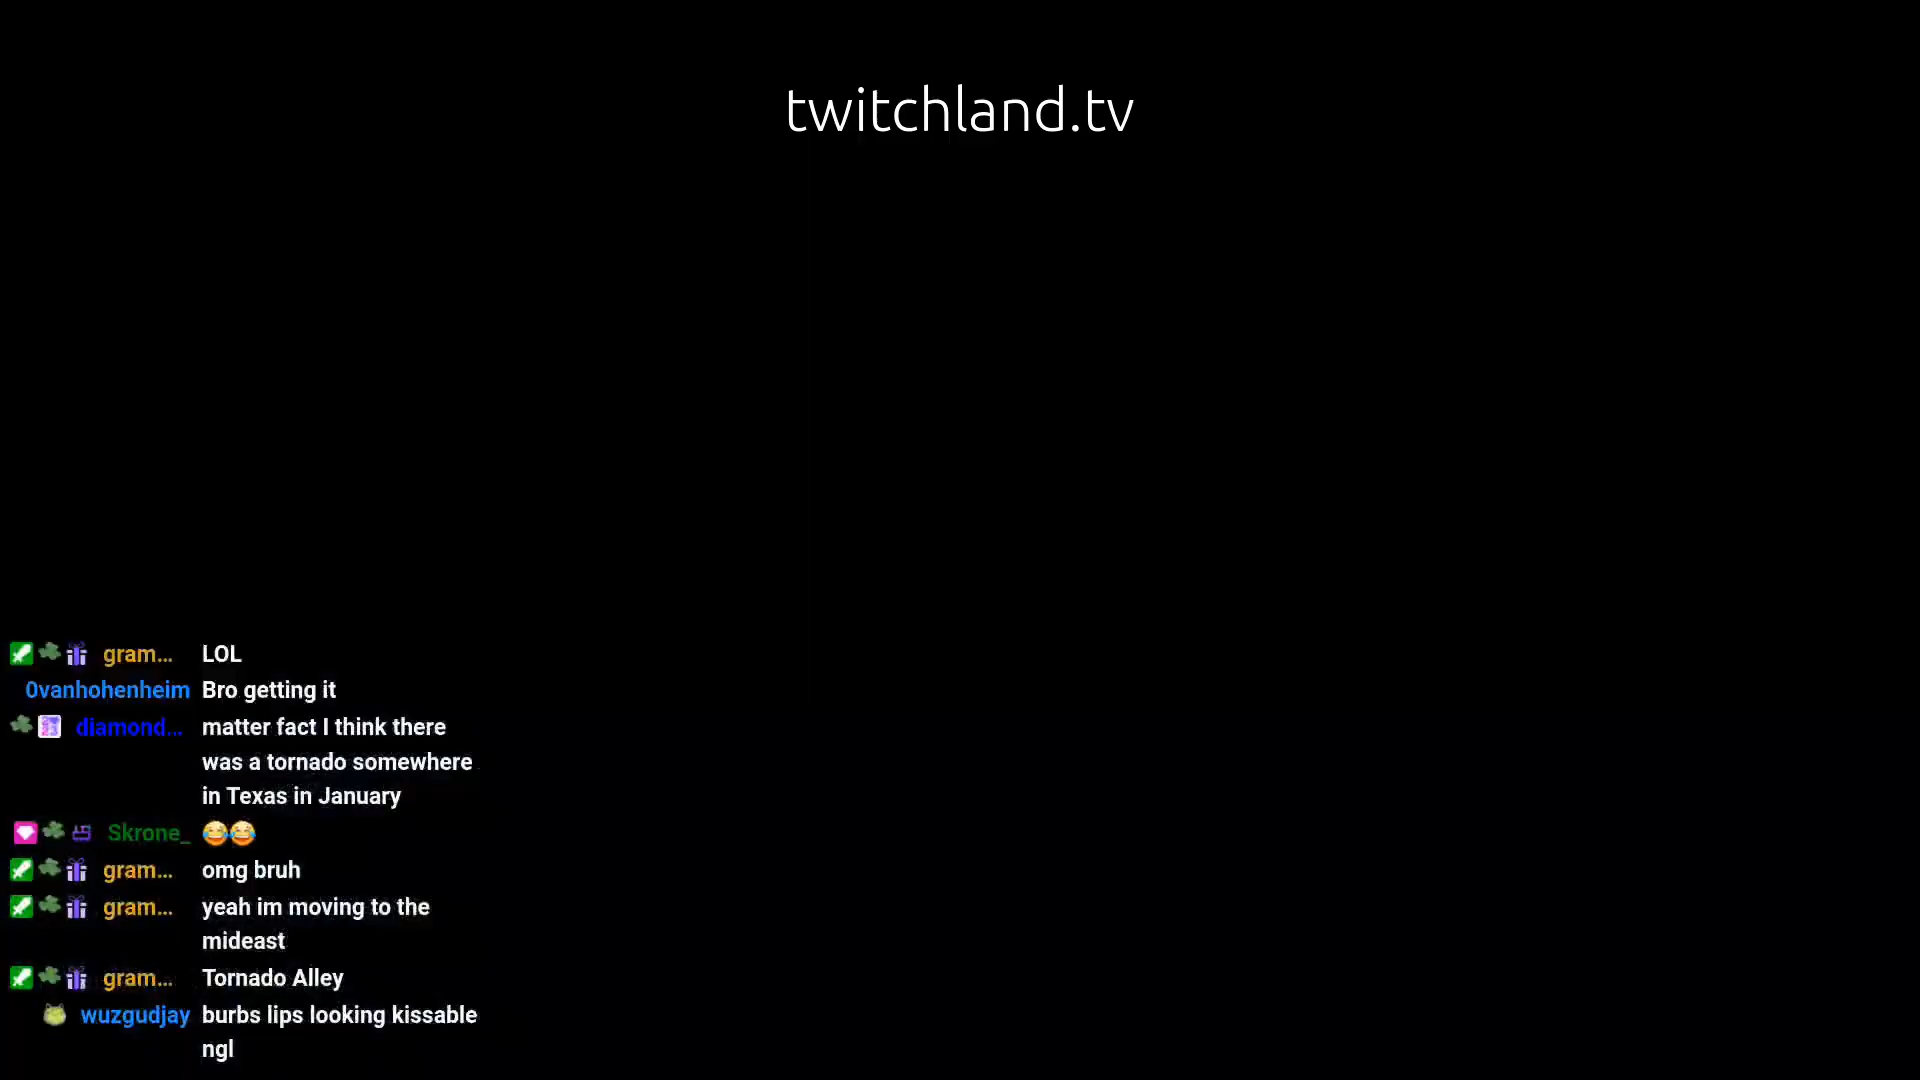 twitchland.tv
gram... LOL
0vanhohenheim Bro getting it
diamond... matter fact I think there
was a tornado somewhere
in Texas in January
Skrone_ 😂😂
gram... omg bruh
gram... yeah im moving to the
mideast
gram... Tornado Alley
wuzgudjay burbs lips looking kissable
ngl